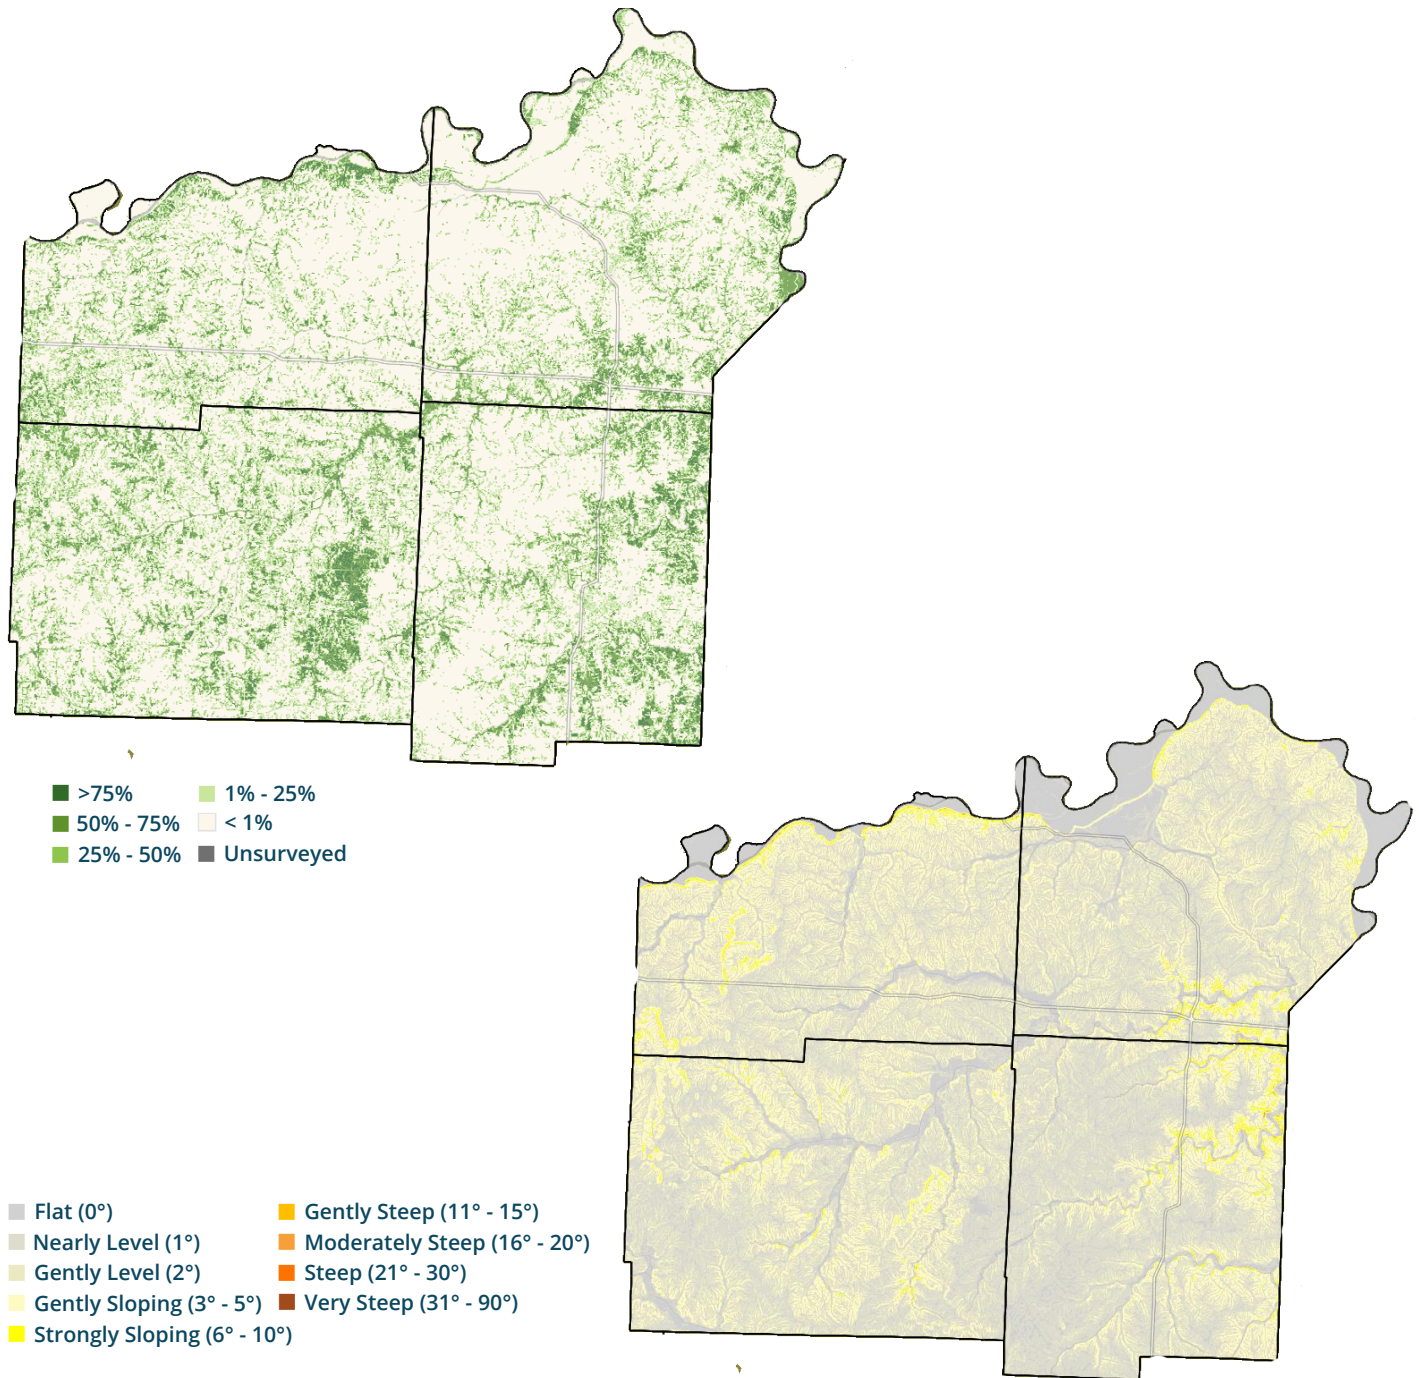 >75%
1% - 25%
50% - 75%
< 1%
25% - 50%
Unsurveyed
Flat (0°)
Gently Steep (11° - 15°)
Nearly Level (1°)
Moderately Steep (16° - 20°)
Gently Level (2°)
Steep (21° - 30°)
Gently Sloping (3° - 5°)
Very Steep (31° - 90°)
Strongly Sloping (6° - 10°)